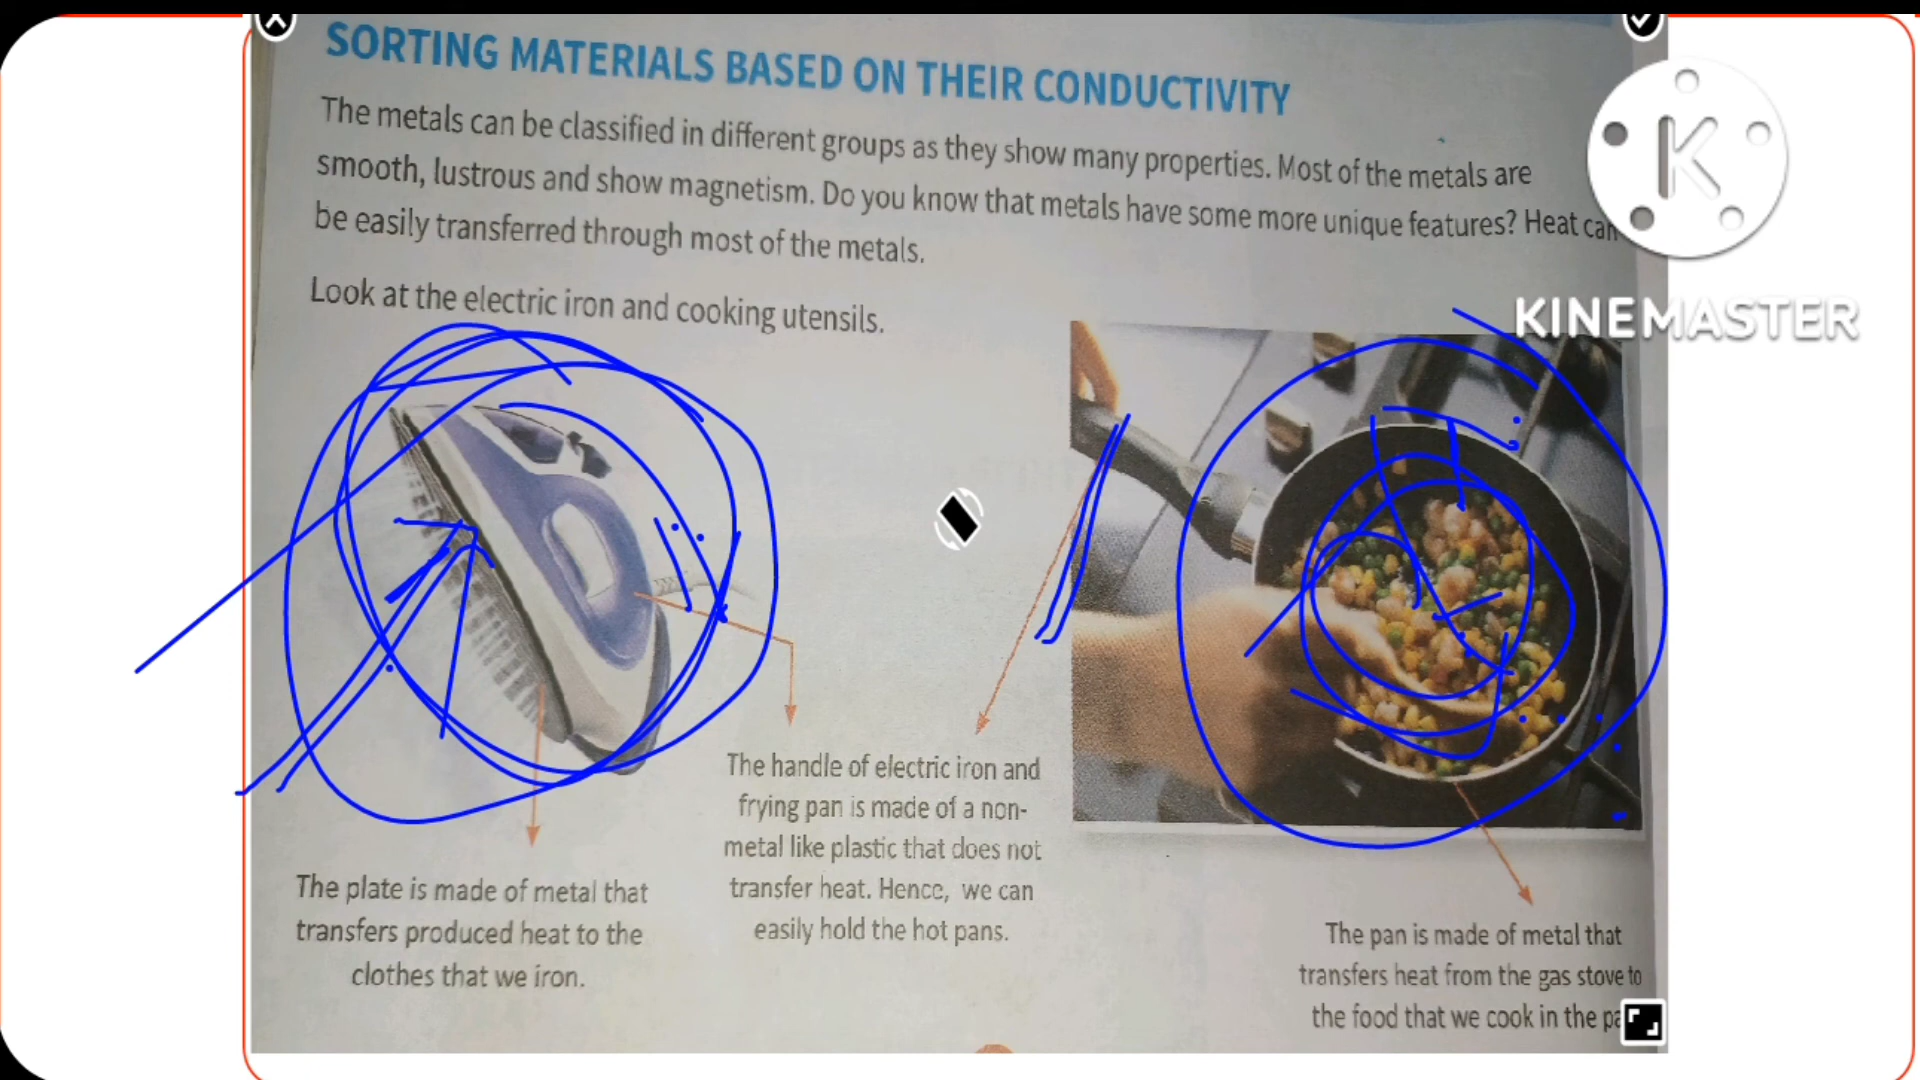 SORTING MATERIALS BASED ON THEIR CONDUCTIVITY
The metals can be classified in different groups as they show many properties. Most of the metals are
smooth, lustrous and show magnetism. Do you know that metals have some more unique features? Heat can
be easily transferred through most of the metals.
Look at the electric iron and cooking utensils.
K
KINEMASTER
The handle of electric iron and
frying pan is made of a non-
metal like plastic that does not
transfer heat. Hence, we can
easily hold the hot pans.
The plate is made of metal that
transfers produced heat to the
clothes that we iron.
The pan is made of metal that
transfers heat from the gas stove to
the food that we cook in the